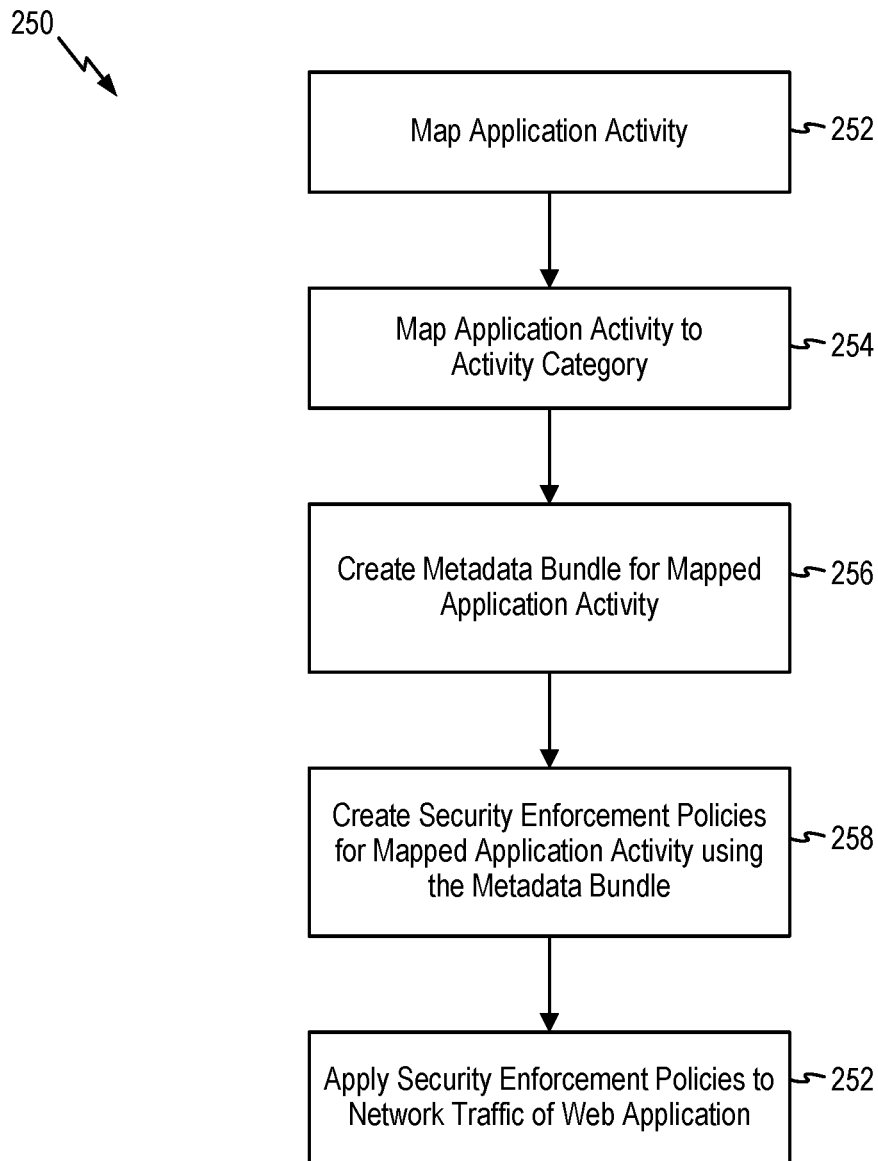 250
Map Application Activity
252
Map Application Activity to
Activity Category
254
Create Metadata Bundle for Mapped
Application Activity
256
Create Security Enforcement Policies
for Mapped Application Activity using
the Metadata Bundle
258
Apply Security Enforcement Policies to
Network Traffic of Web Application
252